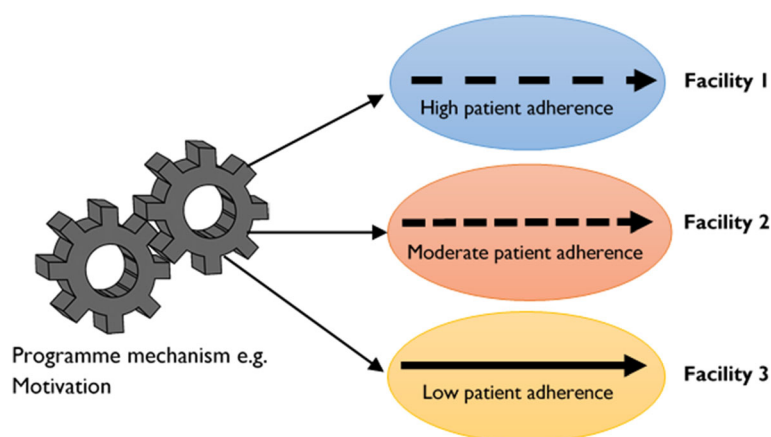 Facility 1
High patient adherence
Facility 2
Moderate patient adherence
Programme mechanism e.g.
Motivation
Facility 3
Low patient adherence